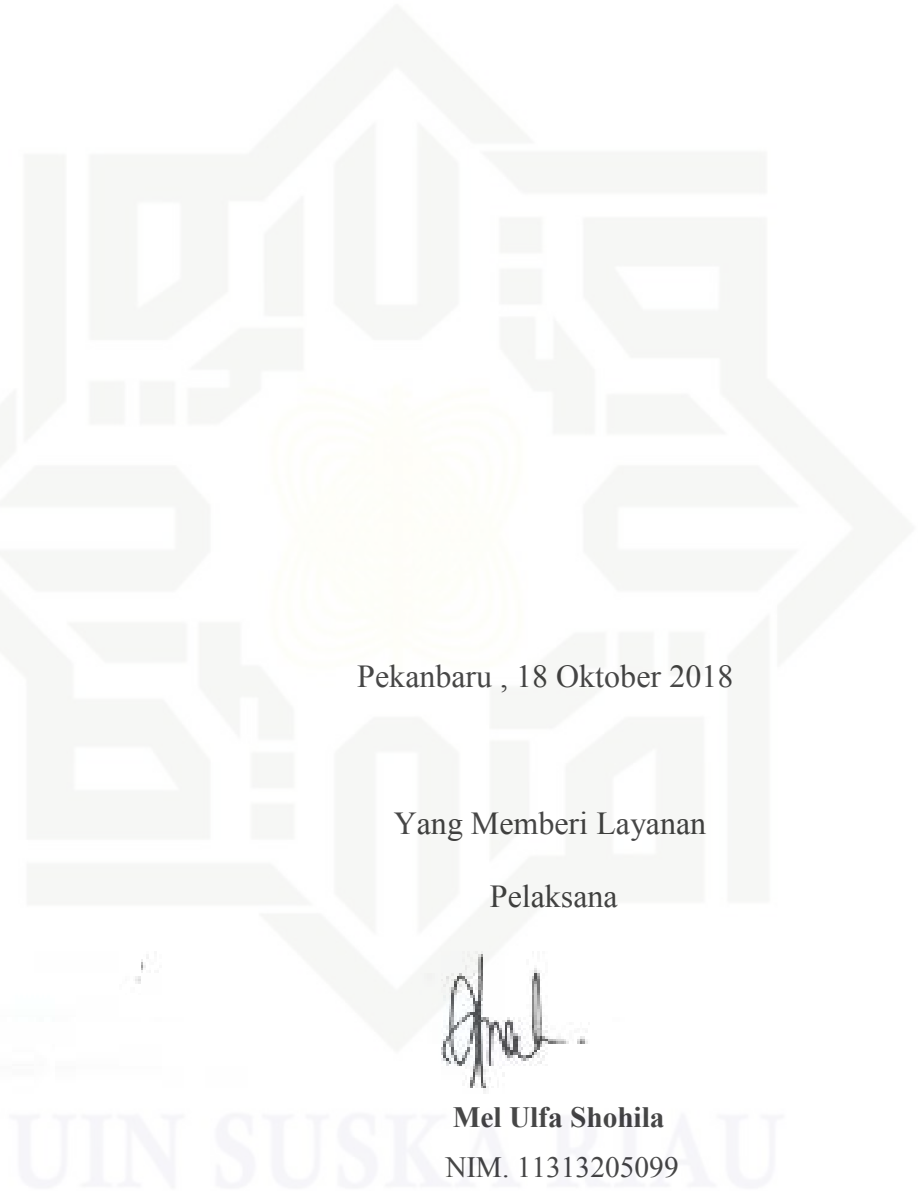 Pekanbaru , 18 Oktober 2018
Yang Memberi Layanan
Pelaksana
Mel Ulfa Shohila
NIM. 11313205099
UIN SUSKA RIAU